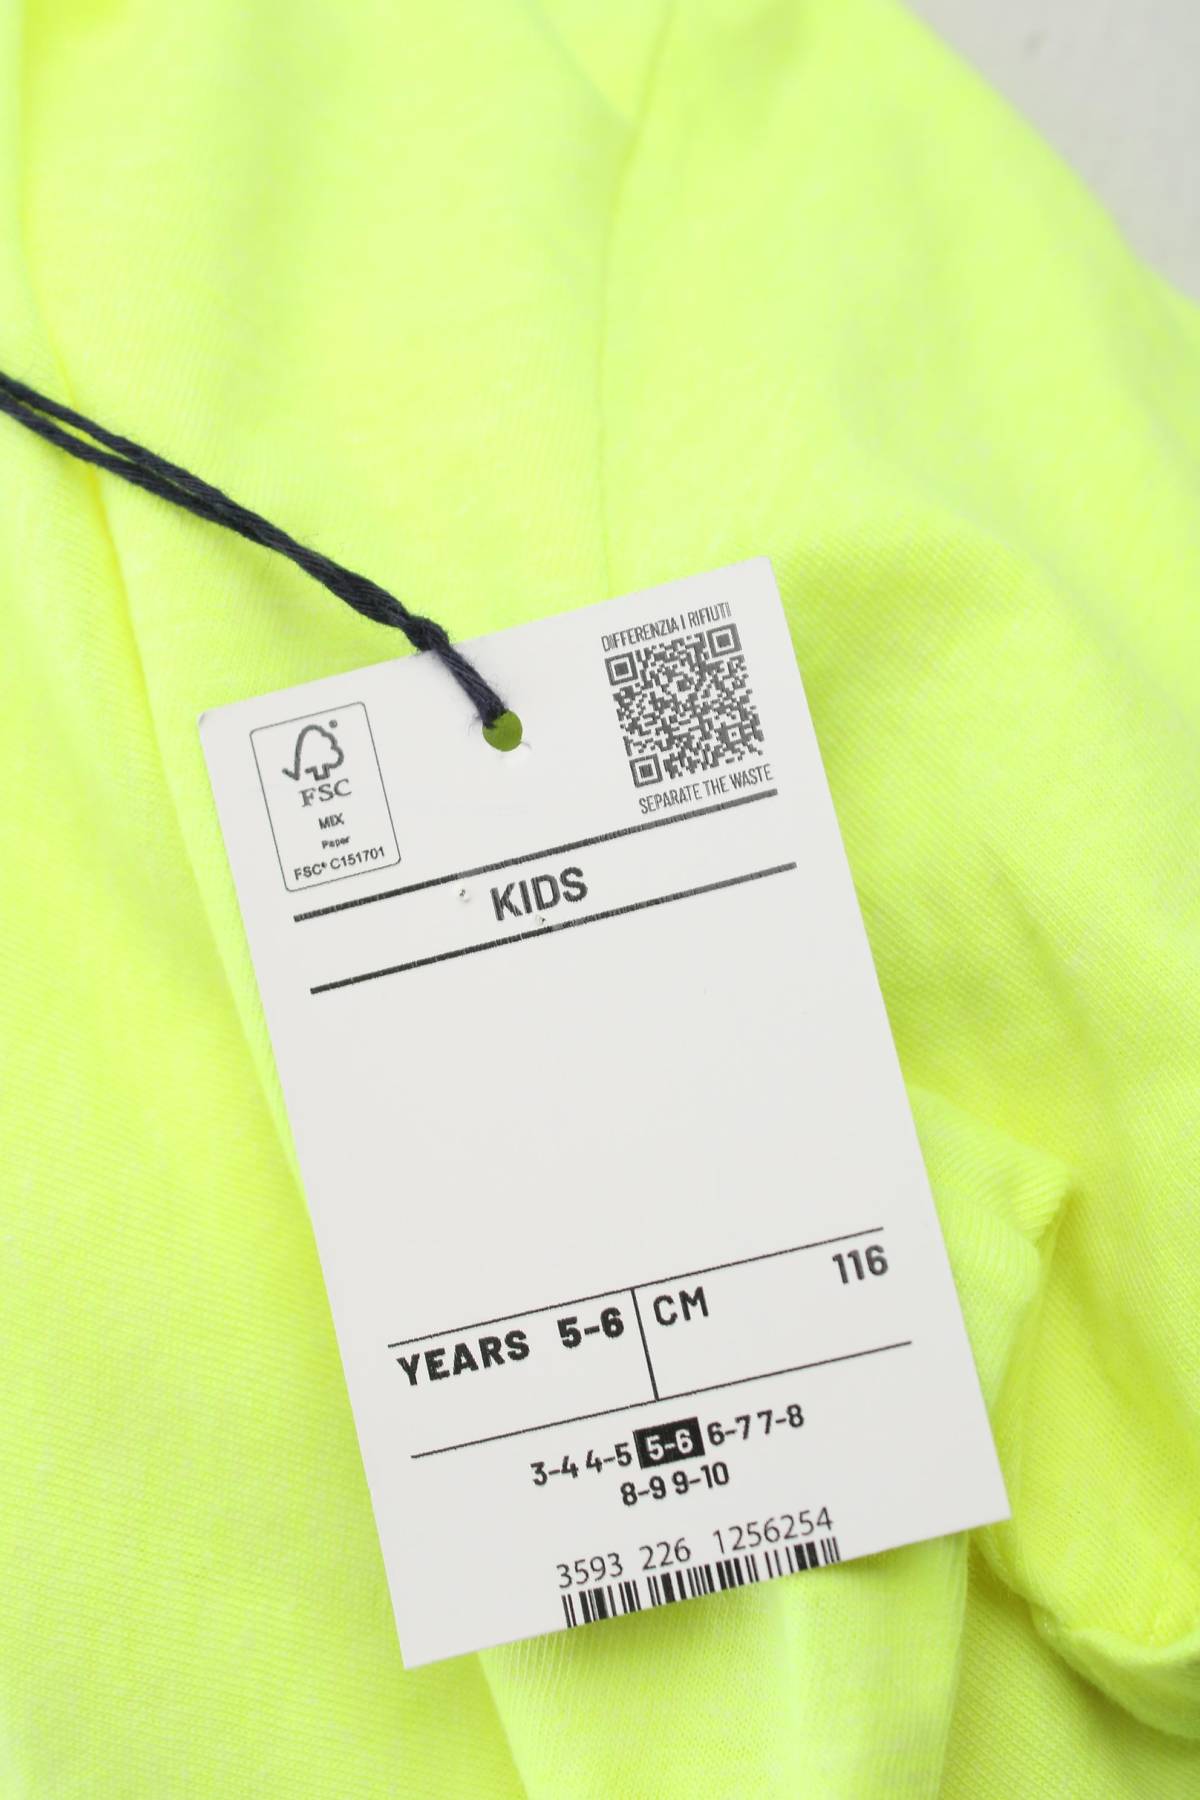 DIFFERENZIA I RIFIUTI
FSC
MIX
Paper
FSC® C151701
SEPARATE THE WASTE
KIDS
YEARS 5-6
CM 116
3-4 4-5 5-6 6-7 7-8
8-9 9-10
3593 226 1256254